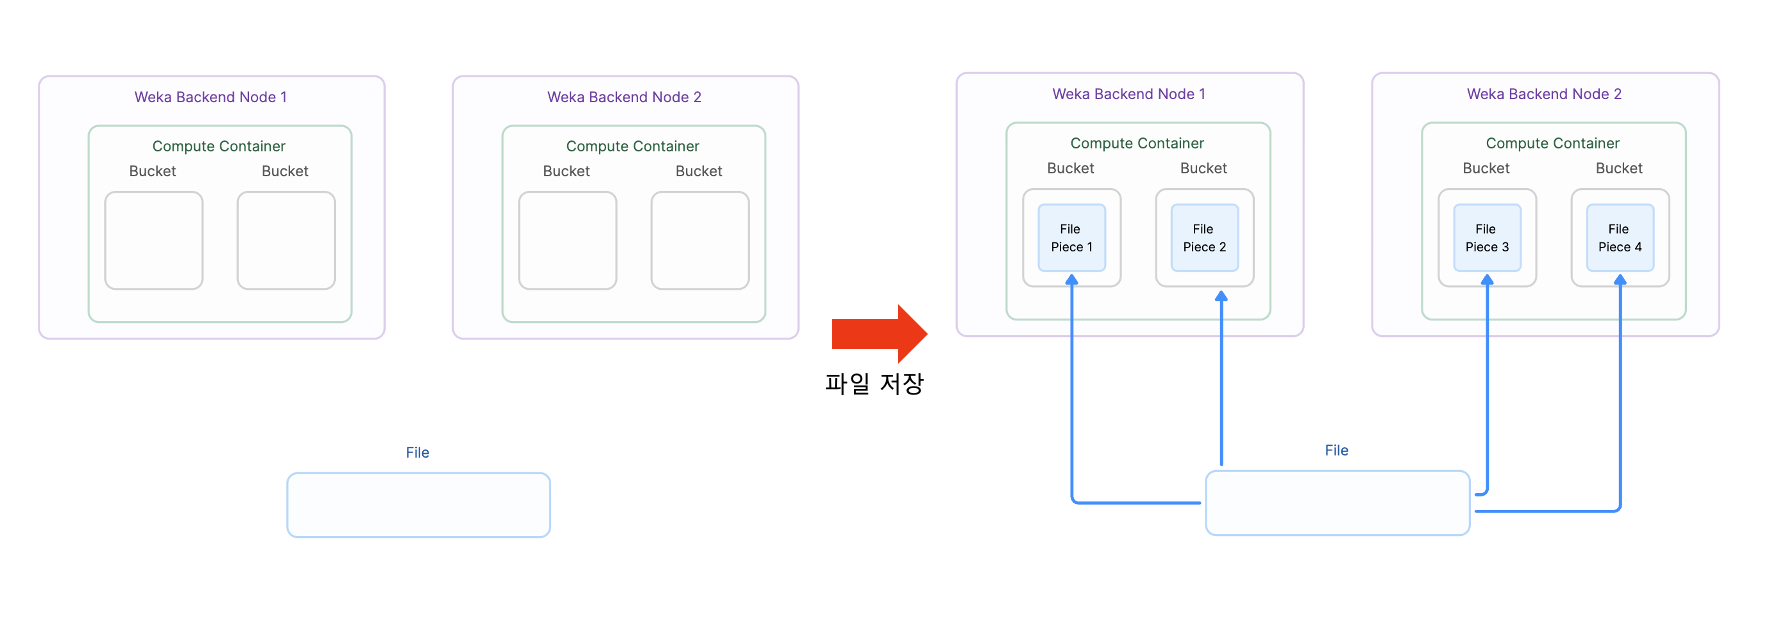 Weka Backend Node 1
Compute Container
Bucket
Bucket
Weka Backend Node 2
Compute Container
Bucket
Bucket
File
파일 저장
Weka Backend Node 1
Compute Container
Bucket
Bucket
File
Piece 1
File
Piece 2
Weka Backend Node 2
Compute Container
Bucket
Bucket
File
Piece 3
File
Piece 4
File